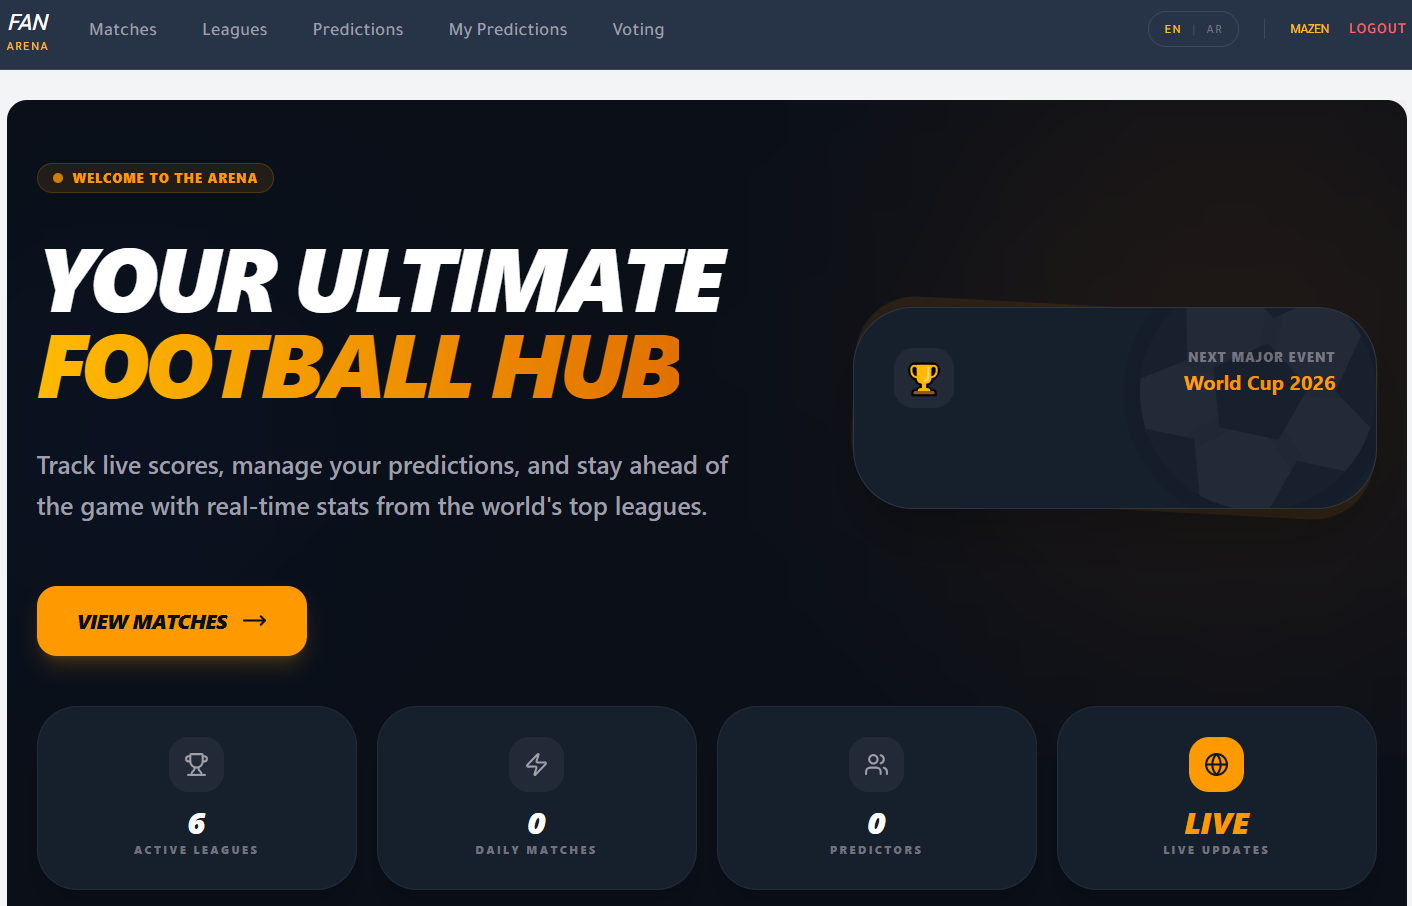 FAN
ARENA
Matches
Leagues
Predictions
My Predictions
Voting
EN | AR
MAZEN
LOGOUT
WELCOME TO THE ARENA
YOUR ULTIMATE
FOOTBALL HUB
Track live scores, manage your predictions, and stay ahead of
the game with real-time stats from the world's top leagues.
VIEW MATCHES →
NEXT MAJOR EVENT
World Cup 2026
6
ACTIVE LEAGUES
0
DAILY MATCHES
0
PREDICTORS
LIVE
LIVE UPDATES